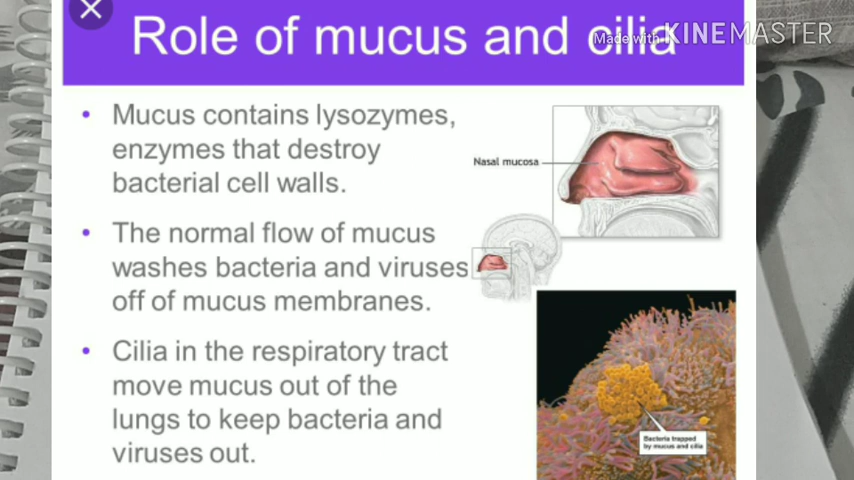 Role of mucus and cilia
Made with KINEMASTER
• Mucus contains lysozymes,
enzymes that destroy
bacterial cell walls.
• The normal flow of mucus
washes bacteria and viruses
off of mucus membranes.
• Cilia in the respiratory tract
move mucus out of the
lungs to keep bacteria and
viruses out.
Nasal mucosa
Bacteria trapped
by mucus and cilia